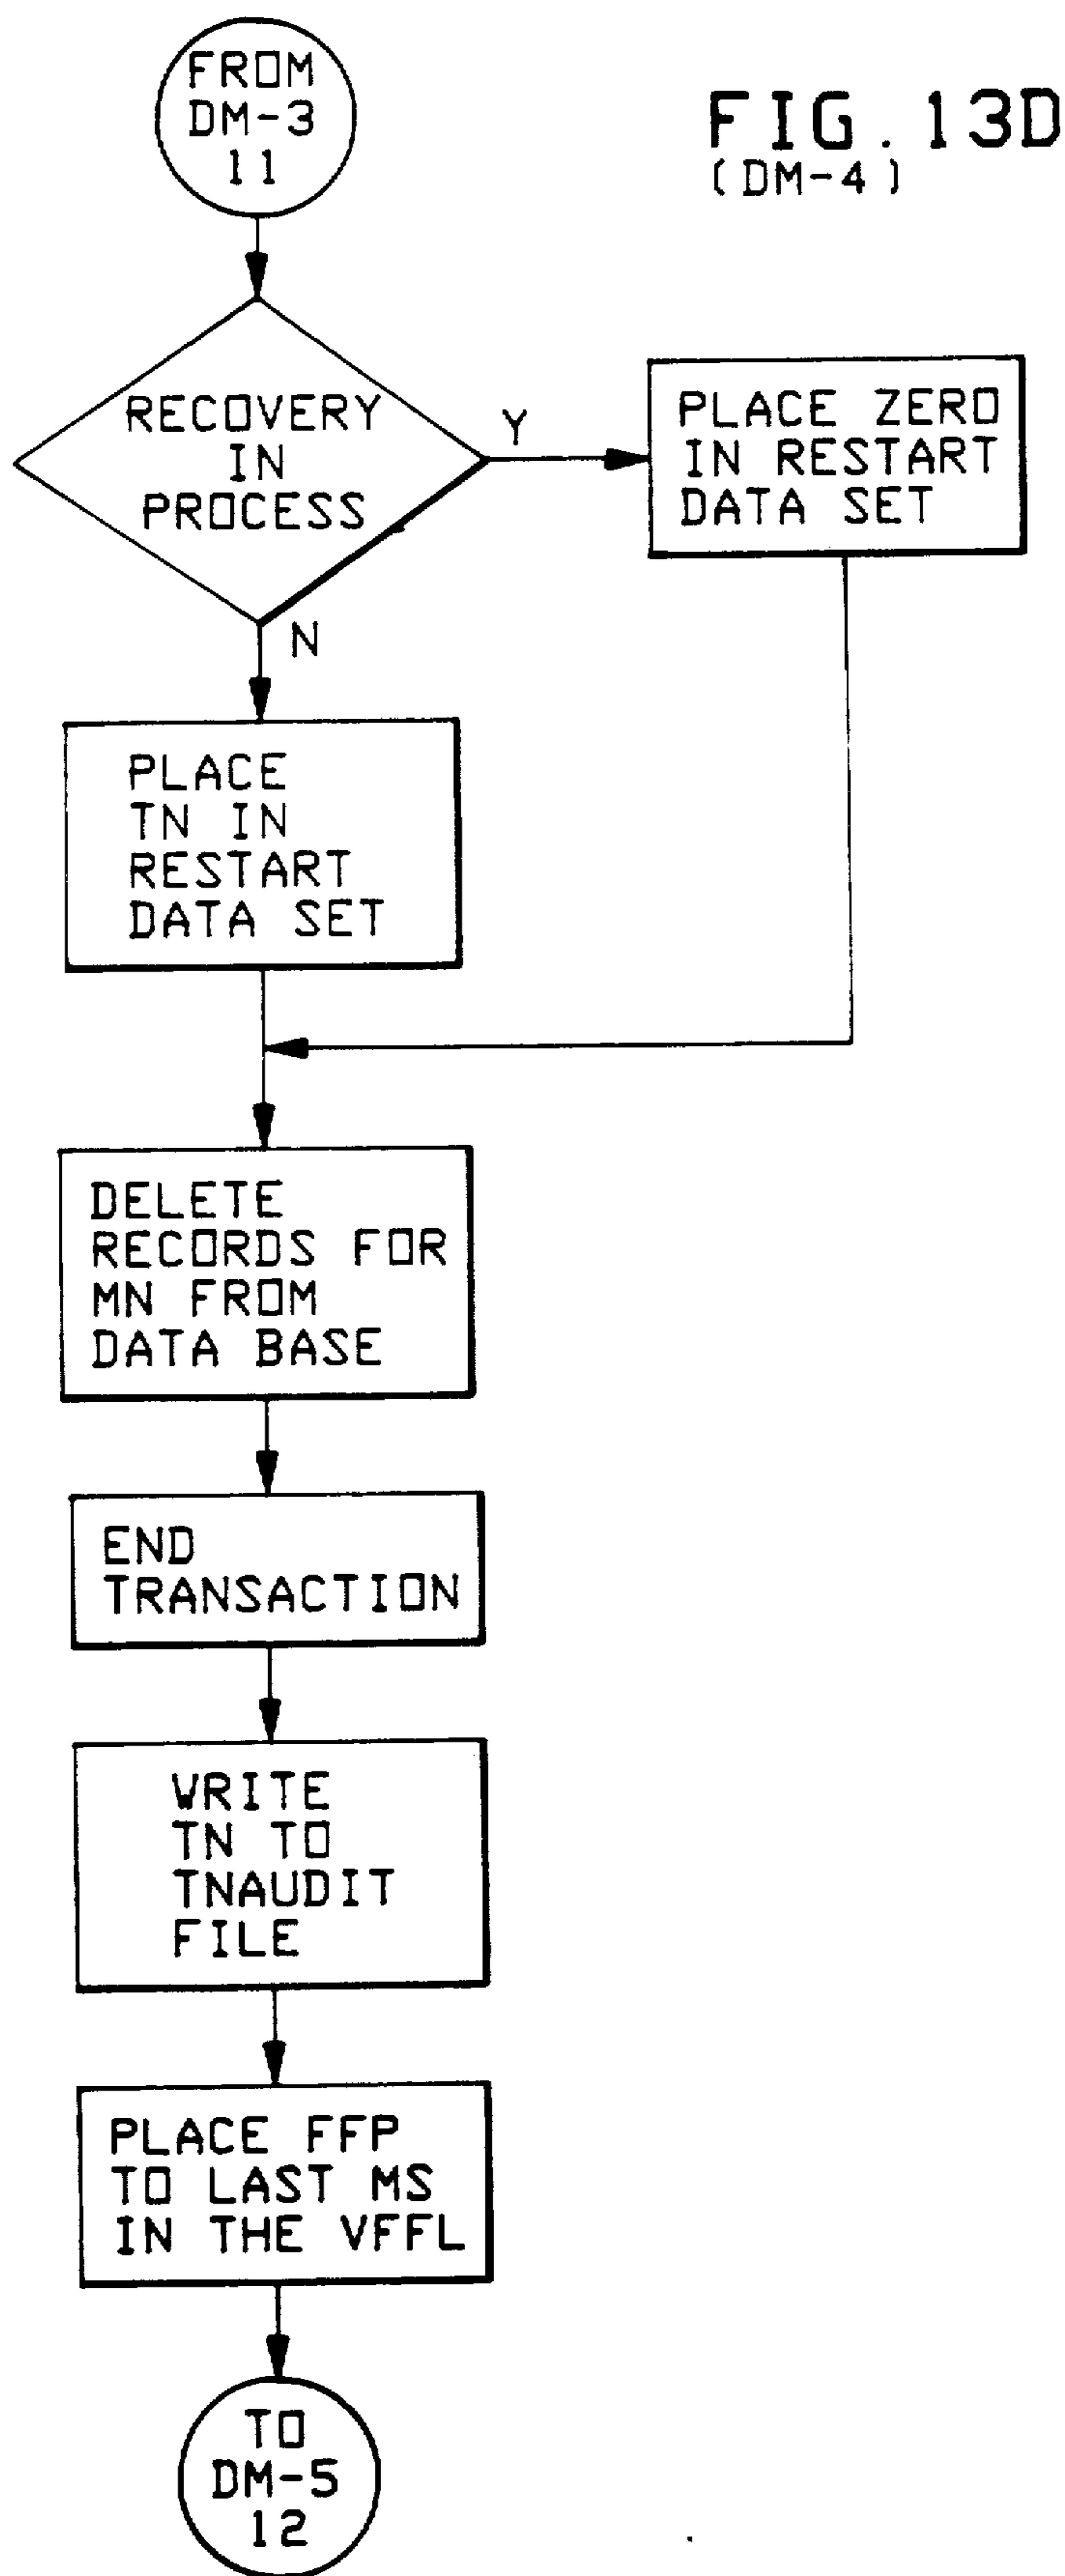 FROM
DM-3
11
FIG. 13D
(DM-4)
RECOVERY
IN
PROCESS
Y
PLACE ZERO
IN RESTART
DATA SET
N
PLACE
TN IN
RESTART
DATA SET
DELETE
RECORDS FOR
MN FROM
DATA BASE
END
TRANSACTION
WRITE
TN TO
TNAUDIT
FILE
PLACE FFP
TO LAST MS
IN THE VFFL
TO
DM-5
12